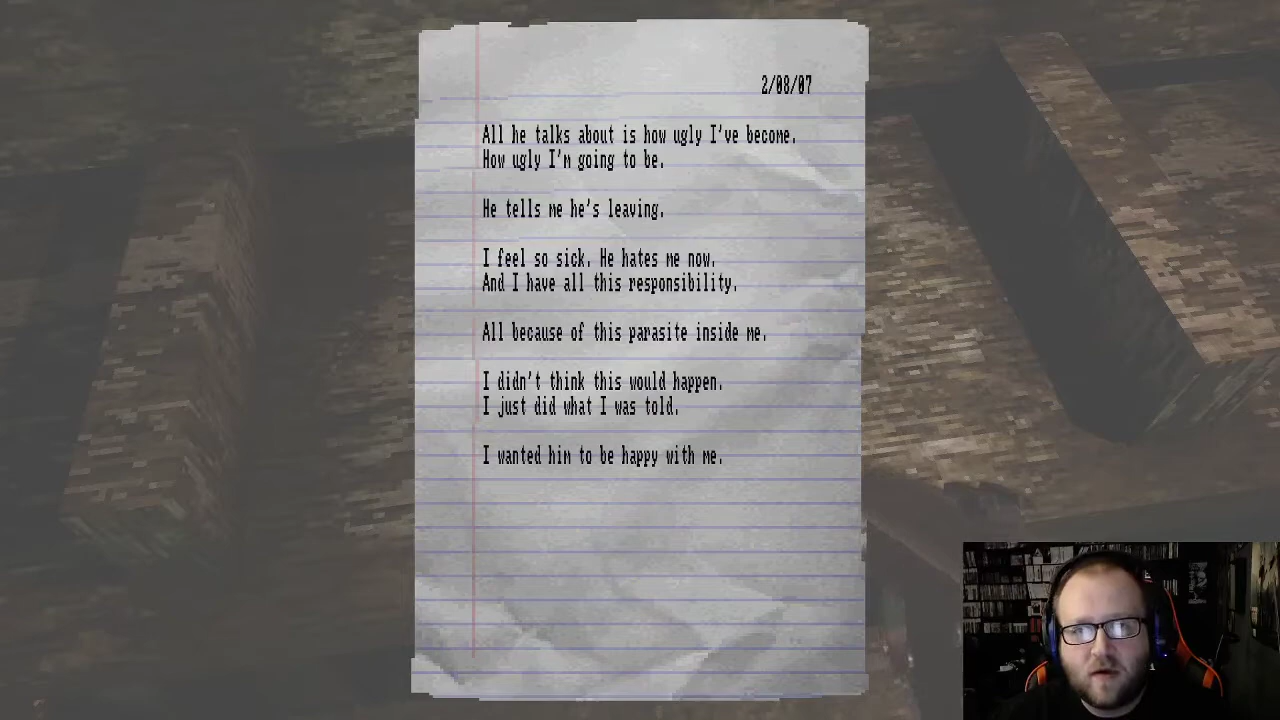 2/08/07
All he talks about is how ugly I've become.
How ugly I'm going to be.
He tells me he's leaving.
I feel so sick. He hates me now.
And I have all this responsibility.
All because of this parasite inside me.
I didn't think this would happen.
I just did what I was told.
I wanted him to be happy with me.